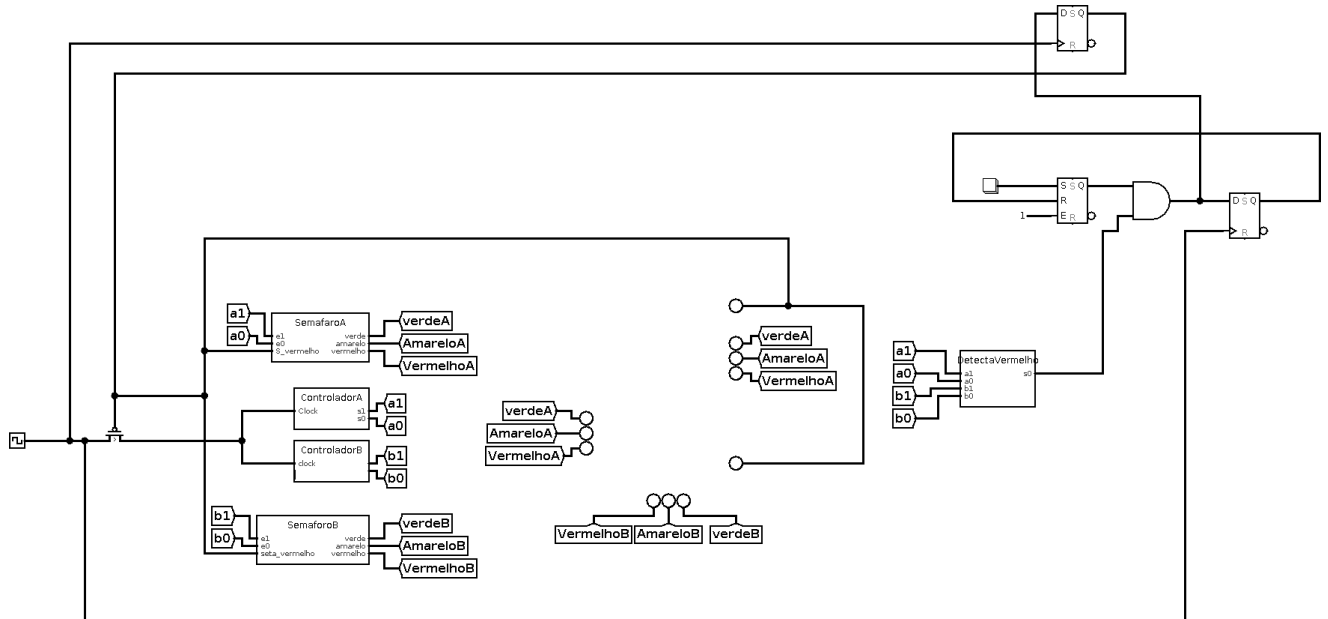 D S Q
R
S S Q
R
1 E R
D S Q
R
a1
a0
SemafaroA
e1
e0
S_vermelho
verde
amarelo
vermelho
verdeA
AmareloA
VermelhoA
verdeA
AmareloA
VermelhoA
a1
a0
b1
b0
DetectaVermelho
a1
a0
b1
b0
s0
ControladorA
Clock
s1
s0
a1
a0
ControladorB
clock
b1
b0
verdeA
AmareloA
VermelhoA
b1
b0
SemaforoB
e1
e0
seta_vermelho
verde
amarelo
vermelho
verdeB
AmareloB
VermelhoB
VermelhoB
AmareloB
verdeB